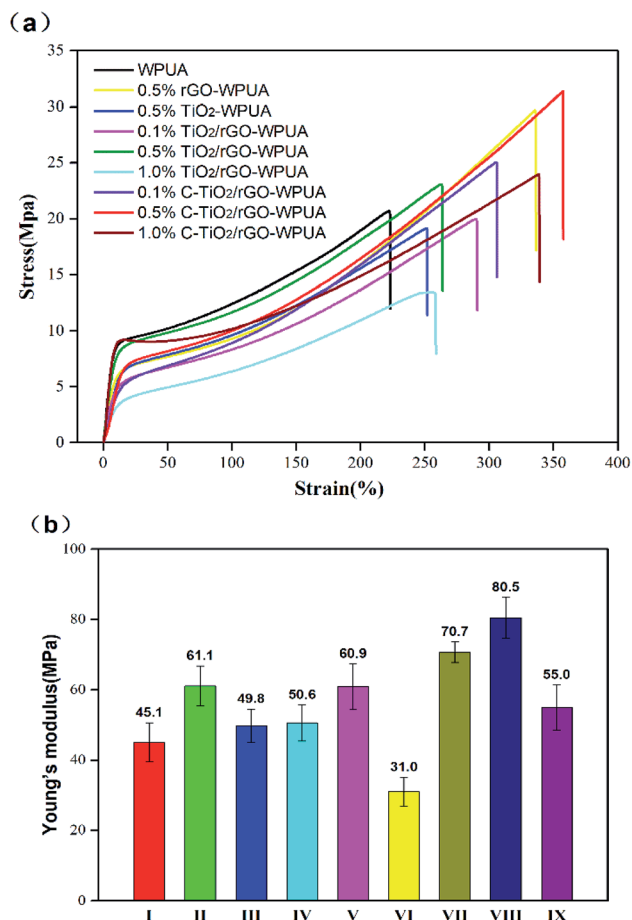 (a)
35
30
25
20
15
10
5
0
Stress(Mpa)
WPUA
0.5% rGO-WPUA
0.5% TiO2-WPUA
0.1% TiO2/rGO-WPUA
0.5% TiO2/rGO-WPUA
1.0% TiO2/rGO-WPUA
0.1% C-TiO2/rGO-WPUA
0.5% C-TiO2/rGO-WPUA
1.0% C-TiO2/rGO-WPUA
0 50 100 150 200 250 300 350 400
Strain(%)
(b)
100
80
60
40
20
0
Young's modulus(MPa)
45.1
61.1
49.8
50.6
60.9
31.0
70.7
80.5
55.0
I II III IV V VI VII VIII IX